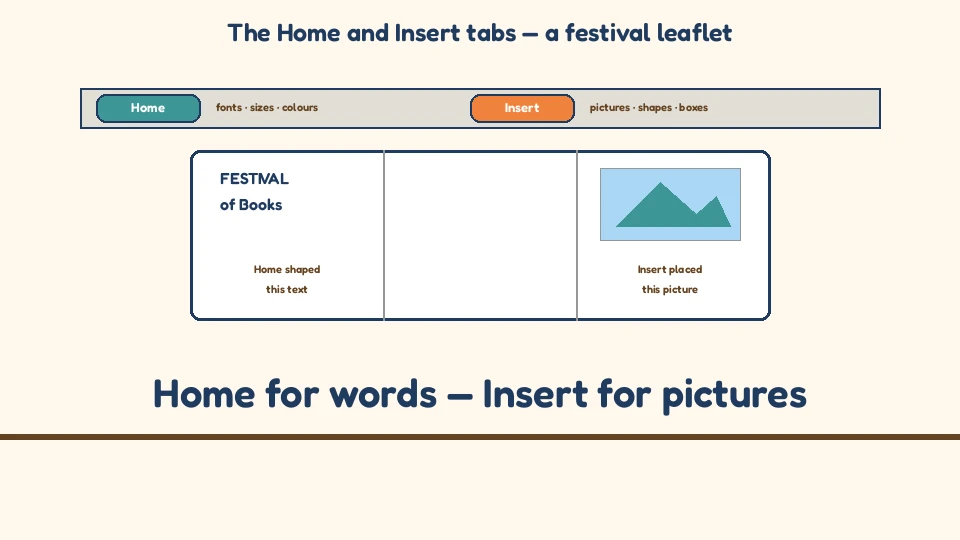 The Home and Insert tabs — a festival leaflet
Home fonts · sizes · colours Insert pictures · shapes · boxes
FESTIVAL
of Books
Home shaped
this text
Insert placed
this picture
Home for words — Insert for pictures